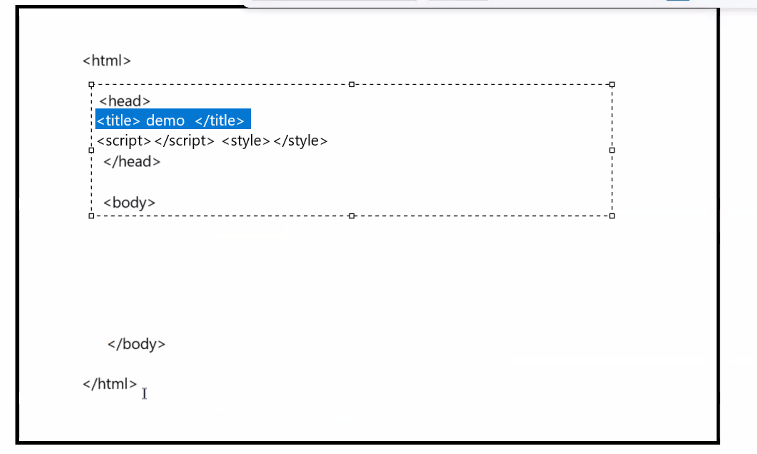 <html>
<head>
<title> demo </title>
<script></script> <style></style>
</head>
<body>
</body>
</html>